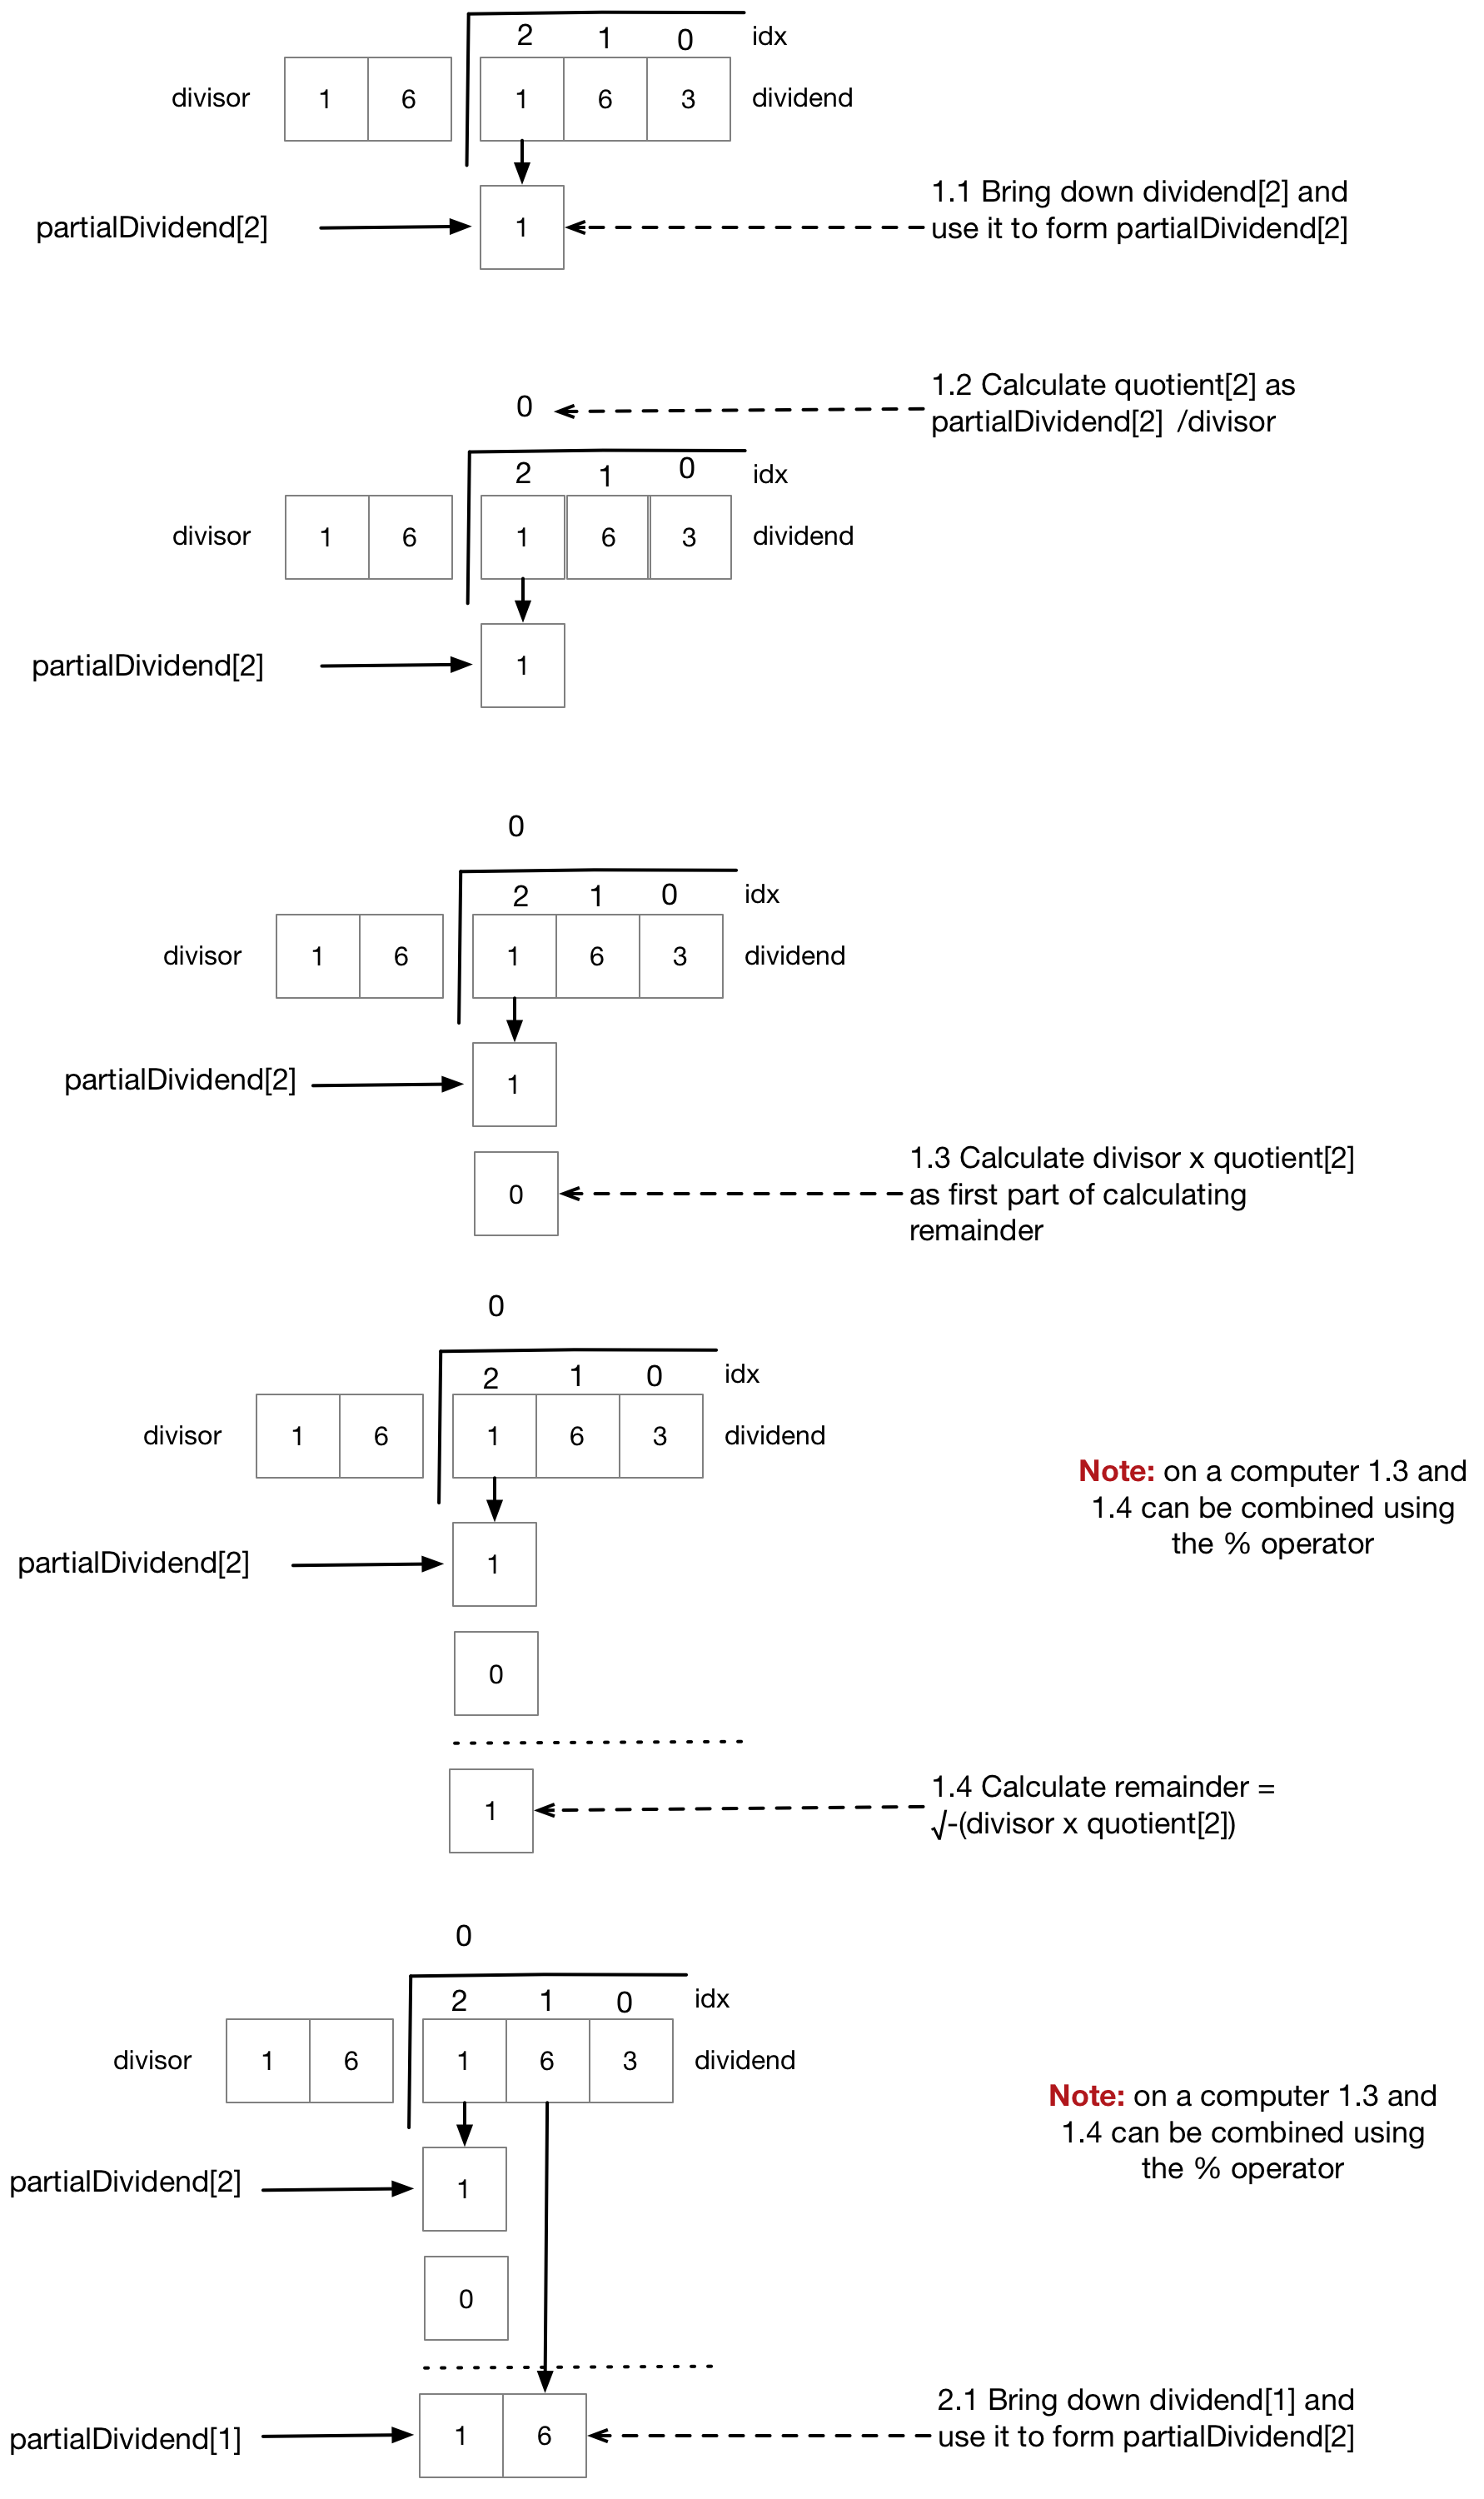 2 1 0 idx
divisor 1 6 1 6 3 dividend
1.1 Bring down dividend[2] and
partialDividend[2] 1 use it to form partialDividend[2]
1.2 Calculate quotient[2] as
0
partialDividend[2] /divisor
2 1 0 idx
divisor 1 6 1 6 3 dividend
partialDividend[2] 1
0
2 1 0 idx
divisor 1 6 1 6 3 dividend
partialDividend[2] 1
1.3 Calculate divisor x quotient[2]
0 as first part of calculating
remainder
0
2 1 0 idx
divisor 1 6 1 6 3 dividend
Note: on a computer 1.3 and
1.4 can be combined using
the % operator
partialDividend[2] 1
0
1.4 Calculate remainder =
1
√-(divisor x quotient[2])
0
2 1 0 idx
divisor 1 6 1 6 3 dividend
Note: on a computer 1.3 and
1.4 can be combined using
the % operator
partialDividend[2] 1
0
2.1 Bring down dividend[1] and
partialDividend[1] 1 6 use it to form partialDividend[2]